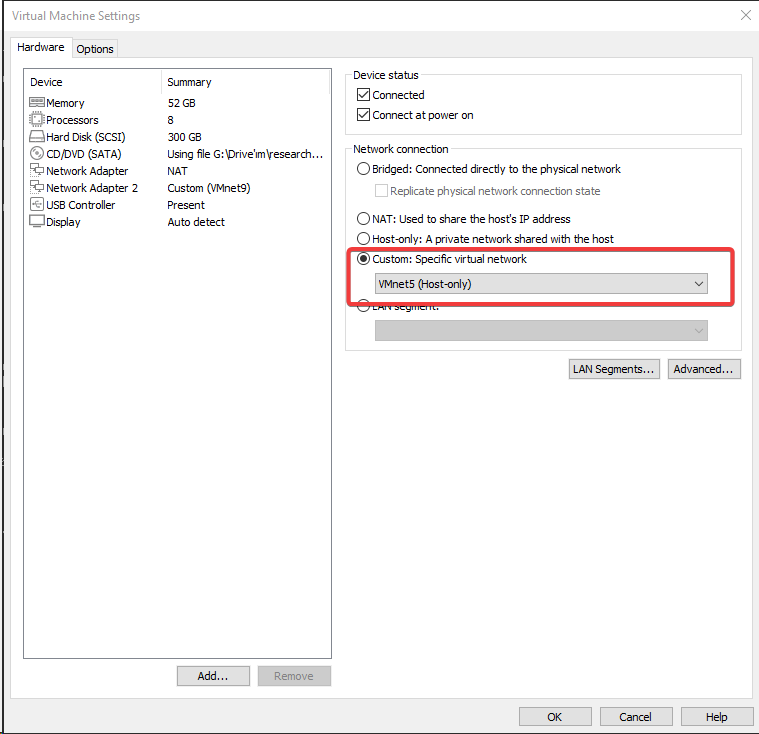 Virtual Machine Settings
Hardware
Options
Device Summary
Memory 52 GB
Processors 8
Hard Disk (SCSI) 300 GB
CD/DVD (SATA) Using file G:\Drive'im\research...
Network Adapter NAT
Network Adapter 2 Custom (VMnet9)
USB Controller Present
Display Auto detect
Add...
Remove
Device status
Connected
Connect at power on
Network connection
Bridged: Connected directly to the physical network
Replicate physical network connection state
NAT: Used to share the host's IP address
Host-only: A private network shared with the host
Custom: Specific virtual network
VMnet5 (Host-only)
LAN segment:
LAN Segments...
Advanced...
OK
Cancel
Help